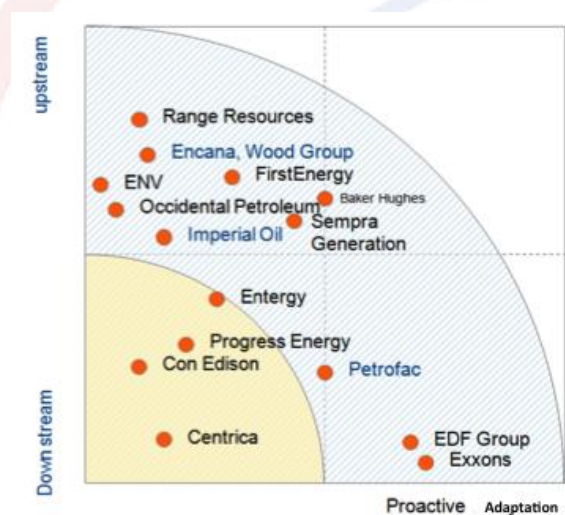 upstream
Range Resources
Encana, Wood Group
FirstEnergy
ENV
Baker Hughes
Occidental Petroleum
Sempra
Generation
Imperial Oil
Entergy
Progress Energy
Con Edison
Petrofac
Down stream
Centrica
EDF Group
Exxons
Proactive Adaptation